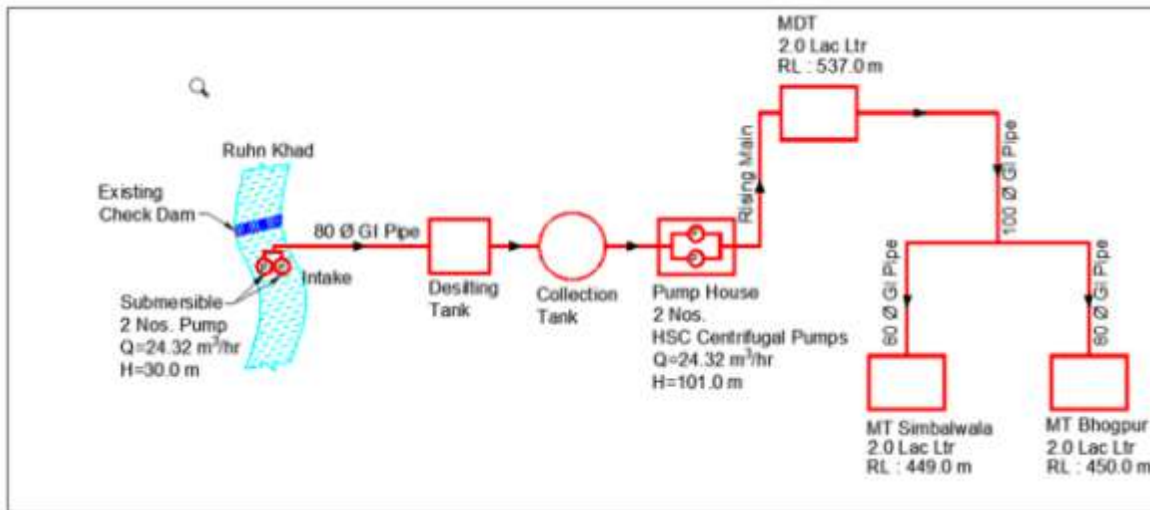 MDT
2.0 Lac Ltr
RL : 537.0 m
Ruhn Khad
Existing
Check Dam
80 Ø GI Pipe
Intake
Submersible
2 Nos. Pump
Q=24.32 m³/hr
H=30.0 m
Desilting
Tank
Collection
Tank
Pump House
2 Nos.
HSC Centrifugal Pumps
Q=24.32 m³/hr
H=101.0 m
Rising Main
100 Ø GI Pipe
80 Ø GI Pipe
80 Ø GI Pipe
MT Simbalwala
2.0 Lac Ltr
RL : 449.0 m
MT Bhogpur
2.0 Lac Ltr
RL : 450.0 m